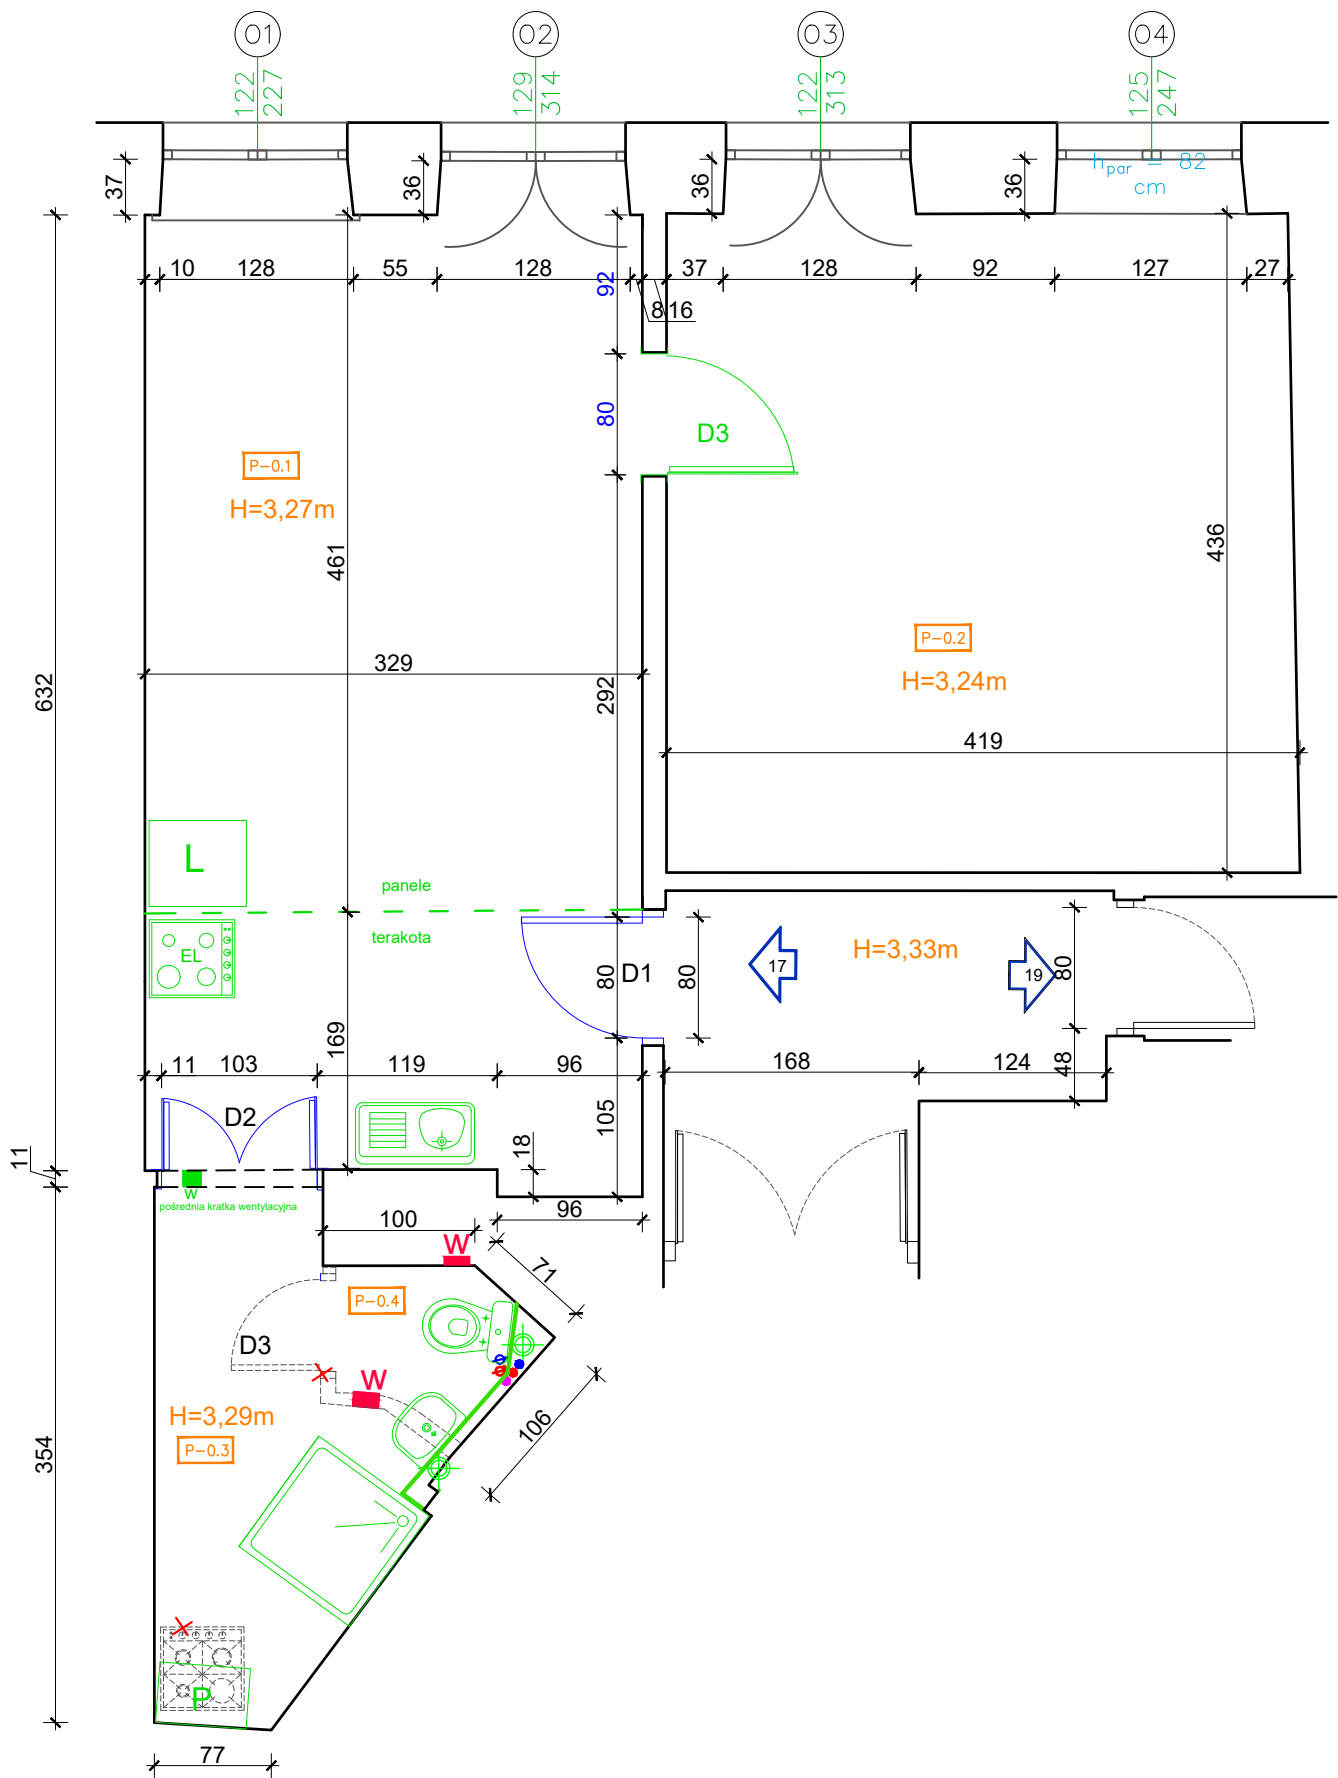 01 02 03 04
122 227 129 314 122 313 125 247
h par = 82
cm
37 36 36 36
10 128 55 128 92 37 128 92 127 27
8 16
80
D3
P-0.1
H=3,27m
461
436
P-0.2
H=3,24m
329
632
292
419
L
panele
terakota
EL
H=3,33m
17 19
80 D1 80 80
169
11 103 119 96 168 124 48
D2
105
18
11
W
pośrednia kratka wentylacyjna
100 96
W
71
P-0.4
D3
W
H=3,29m
P-0.3
106
354
P
77